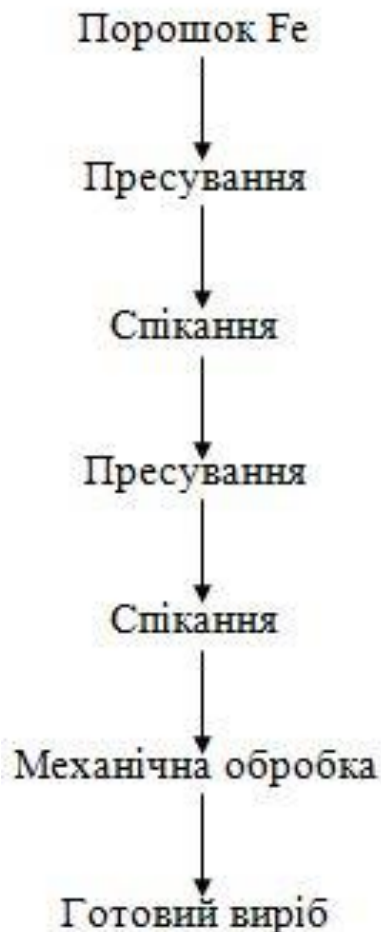 Порошок Fe
Пресування
Спікання
Пресування
Спікання
Механічна обробка
Готовий виріб